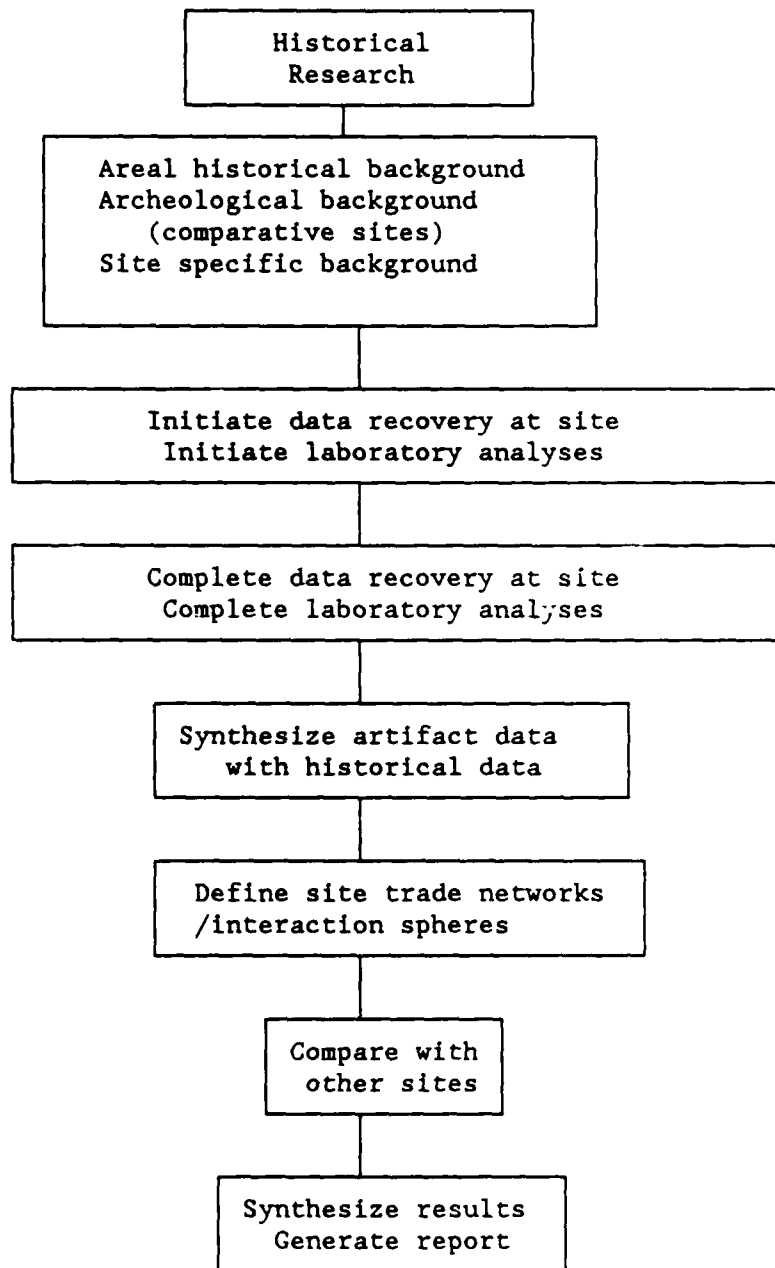 Historical
Research
Areal historical background
Archeological background
(comparative sites)
Site specific background
Initiate data recovery at site
Initiate laboratory analyses
Complete data recovery at site
Complete laboratory analyses
Synthesize artifact data
with historical data
Define site trade networks
/interaction spheres
Compare with
other sites
Synthesize results
Generate report